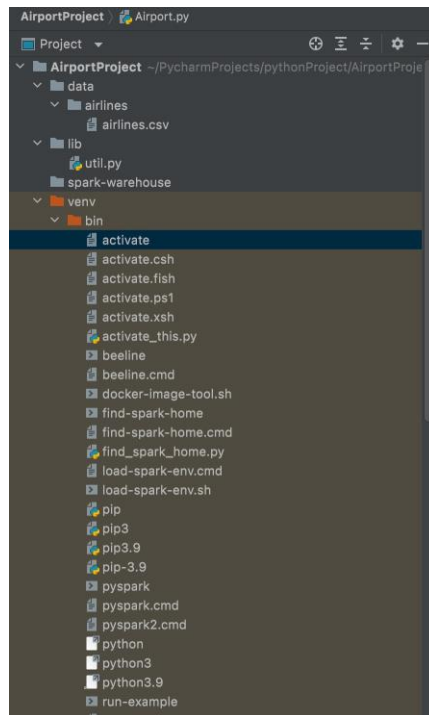 AirportProject Airport.py
Project
AirportProject ~/PycharmProjects/pythonProject/AirportProje
data
airlines
airlines.csv
lib
util.py
spark-warehouse
venv
bin
activate
activate.csh
activate.fish
activate.ps1
activate.xsh
activate_this.py
beeline
beeline.cmd
docker-image-tool.sh
find-spark-home
find-spark-home.cmd
find_spark_home.py
load-spark-env.cmd
load-spark-env.sh
pip
pip3
pip3.9
pip-3.9
pyspark
pyspark.cmd
pyspark2.cmd
python
python3
python3.9
run-example